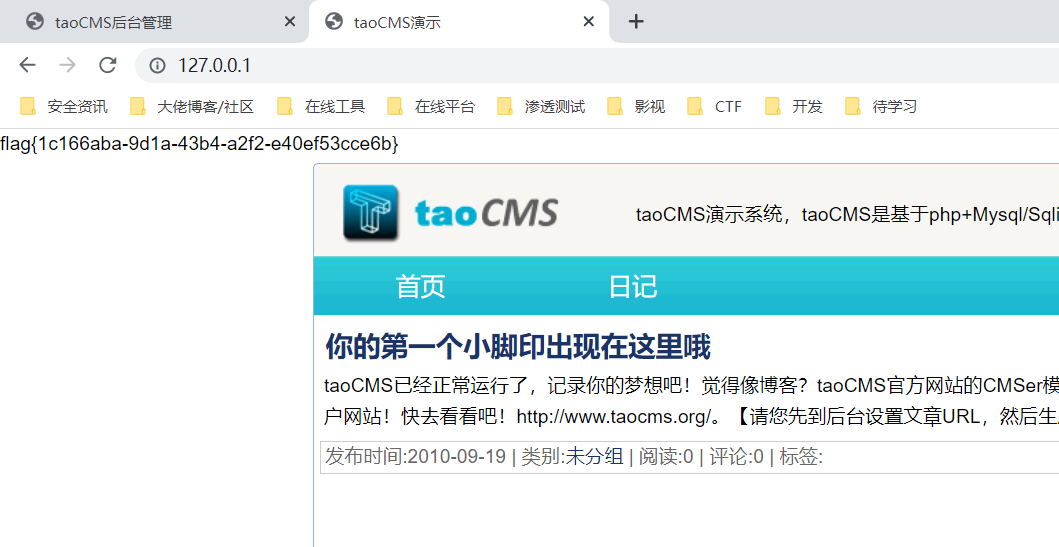 taoCMS后台管理 taoCMS演示
127.0.0.1
安全资讯 大佬博客/社区 在线工具 在线平台 渗透测试 影视 CTF 开发 待学习
flag{1c166aba-9d1a-43b4-a2f2-e40ef53cce6b}
taoCMS taoCMS演示系统，taoCMS是基于php+Mysql/Sqli
首页 日记
你的第一个小脚印出现在这里哦
taoCMS已经正常运行了，记录你的梦想吧！觉得像博客？taoCMS官方网站的CMSer模
户网站！快去看看吧！http://www.taocms.org/。【请您先到后台设置文章URL，然后生
发布时间:2010-09-19 | 类别:未分组 | 阅读:0 | 评论:0 | 标签: